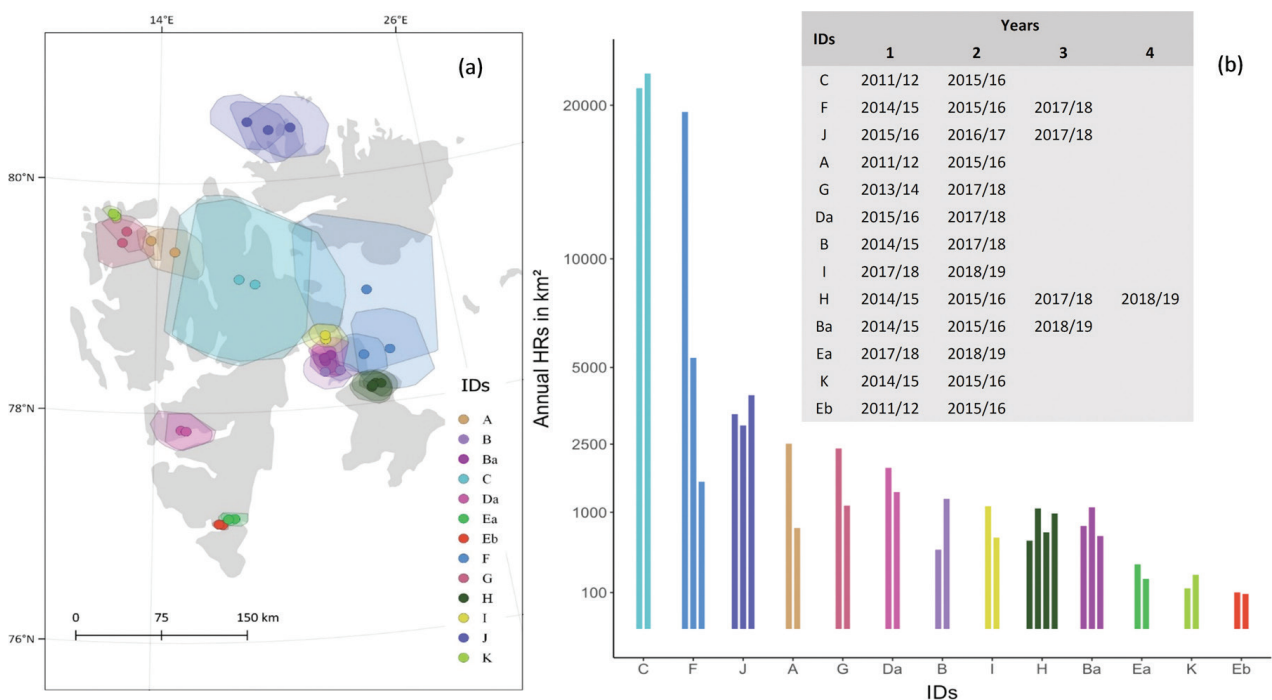 14°E
26°E
(a)
80°N
78°N
76°N
IDs
A
B
Ba
C
Da
Ea
Eb
F
G
H
I
J
K
0
75
150 km
(b)
Annual HRs in km²
20000
10000
5000
2500
1000
100
C
F
J
A
G
Da
B
I
H
Ba
Ea
K
Eb
IDs
IDs
Years
1 2 3 4
C 2011/12 2015/16
F 2014/15 2015/16 2017/18
J 2015/16 2016/17 2017/18
A 2011/12 2015/16
G 2013/14 2017/18
Da 2015/16 2017/18
B 2014/15 2017/18
I 2017/18 2018/19
H 2014/15 2015/16 2017/18 2018/19
Ba 2014/15 2015/16 2018/19
Ea 2017/18 2018/19
K 2014/15 2015/16
Eb 2011/12 2015/16